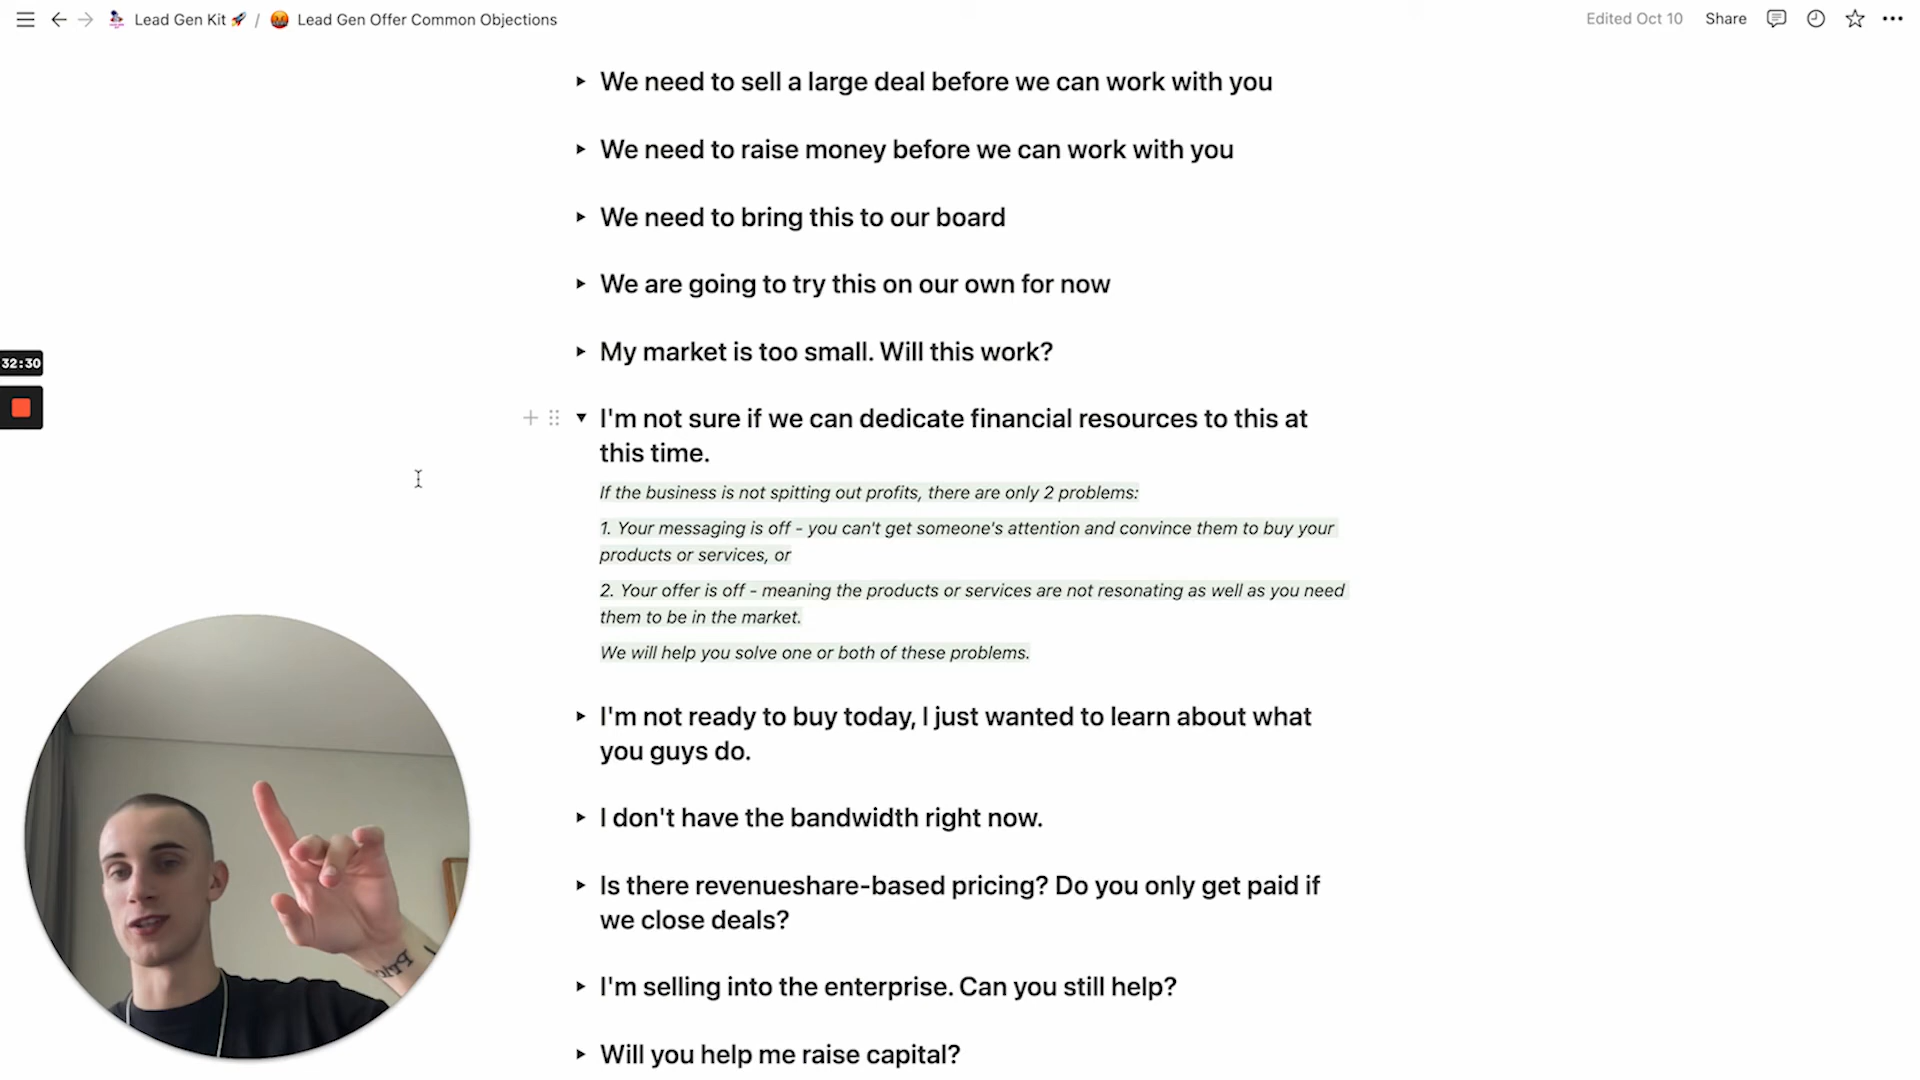 Lead Gen Kit 🚀 / 🤬 Lead Gen Offer Common Objections
Edited Oct 10 Share
We need to sell a large deal before we can work with you
We need to raise money before we can work with you
We need to bring this to our board
We are going to try this on our own for now
My market is too small. Will this work?
32:30
I'm not sure if we can dedicate financial resources to this at
this time.
If the business is not spitting out profits, there are only 2 problems:
1. Your messaging is off - you can't get someone's attention and convince them to buy your
products or services, or
2. Your offer is off - meaning the products or services are not resonating as well as you need
them to be in the market.
We will help you solve one or both of these problems.
I'm not ready to buy today, I just wanted to learn about what
you guys do.
I don't have the bandwidth right now.
Is there revenueshare-based pricing? Do you only get paid if
we close deals?
I'm selling into the enterprise. Can you still help?
Will you help me raise capital?